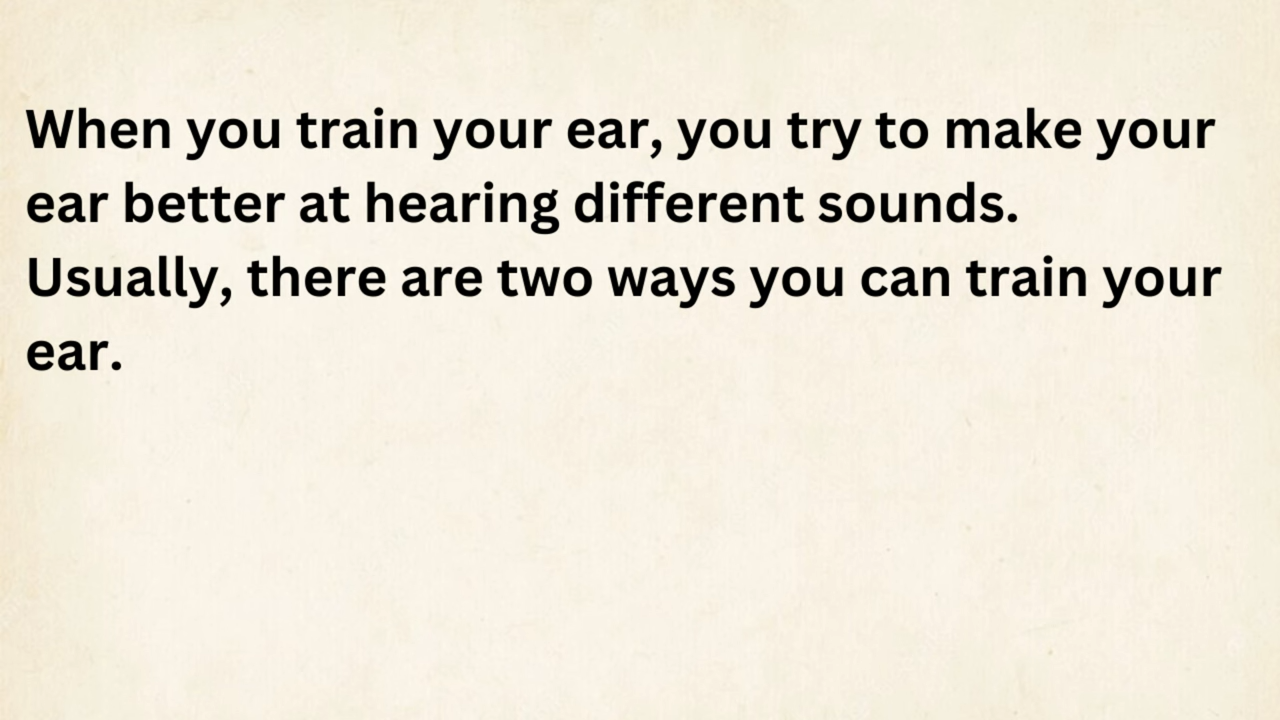 When you train your ear, you try to make your
ear better at hearing different sounds.
Usually, there are two ways you can train your
ear.